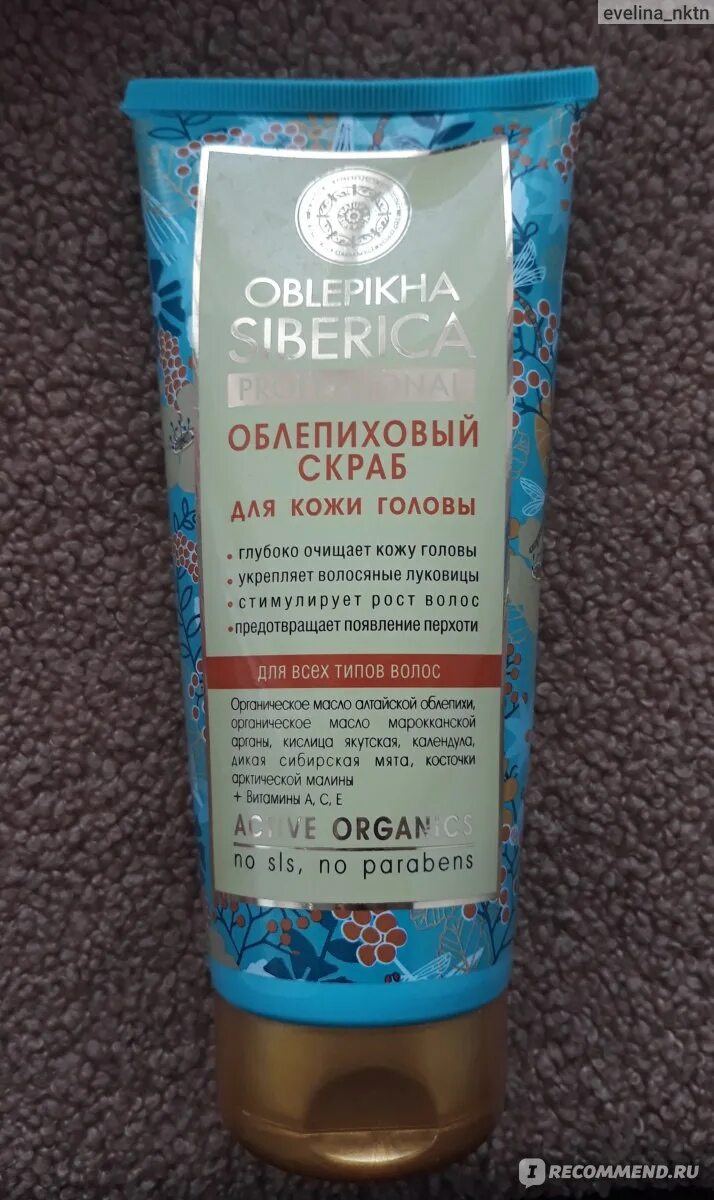 evelina_nktn
OBLEPIKHA
SIBERICA
PROFESSIONAL
ОБЛЕПИХОВЫЙ
СКРАБ
ДЛЯ КОЖИ ГОЛОВЫ
• глубоко очищает кожу головы
• укрепляет волосяные луковицы
• стимулирует рост волос
• предотвращает появление перхоти
ДЛЯ ВСЕХ ТИПОВ ВОЛОС
Органическое масло алтайской облепихи,
органическое масло марокканской
арганы, кислица якутская, календула,
дикая сибирская мята, косточки
арктической малины
+ Витамины А, С, Е
ACTIVE ORGANICS
no sls, no parabens
IRECOMMEND.RU